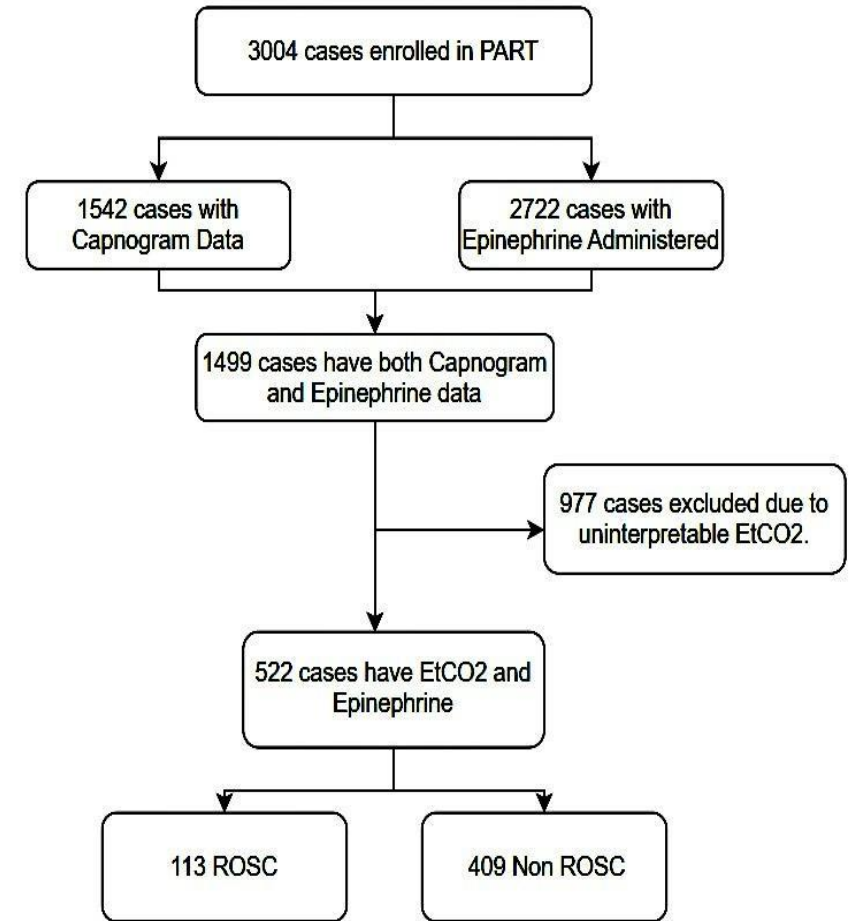 3004 cases enrolled in PART
1542 cases with
Capnogram Data
2722 cases with
Epinephrine Administered
1499 cases have both Capnogram
and Epinephrine data
977 cases excluded due to
uninterpretable EtCO2.
522 cases have EtCO2 and
Epinephrine
113 ROSC
409 Non ROSC